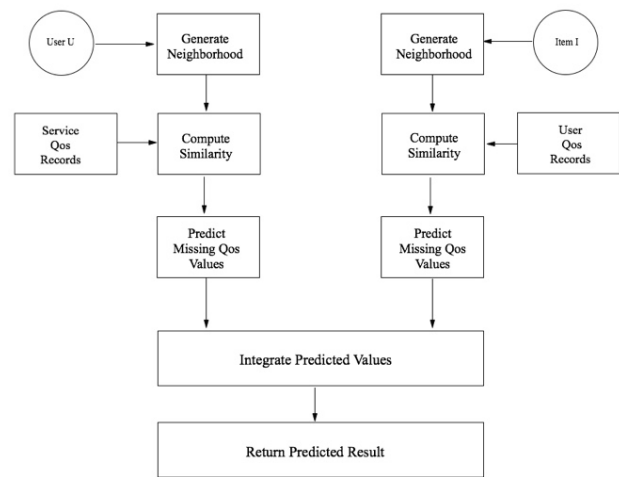 User U
Generate
Neighborhood
Generate
Neighborhood
Item I
Service
Qos
Records
Compute
Similarity
Compute
Similarity
User
Qos
Records
Predict
Missing Qos
Values
Predict
Missing Qos
Values
Integrate Predicted Values
Return Predicted Result